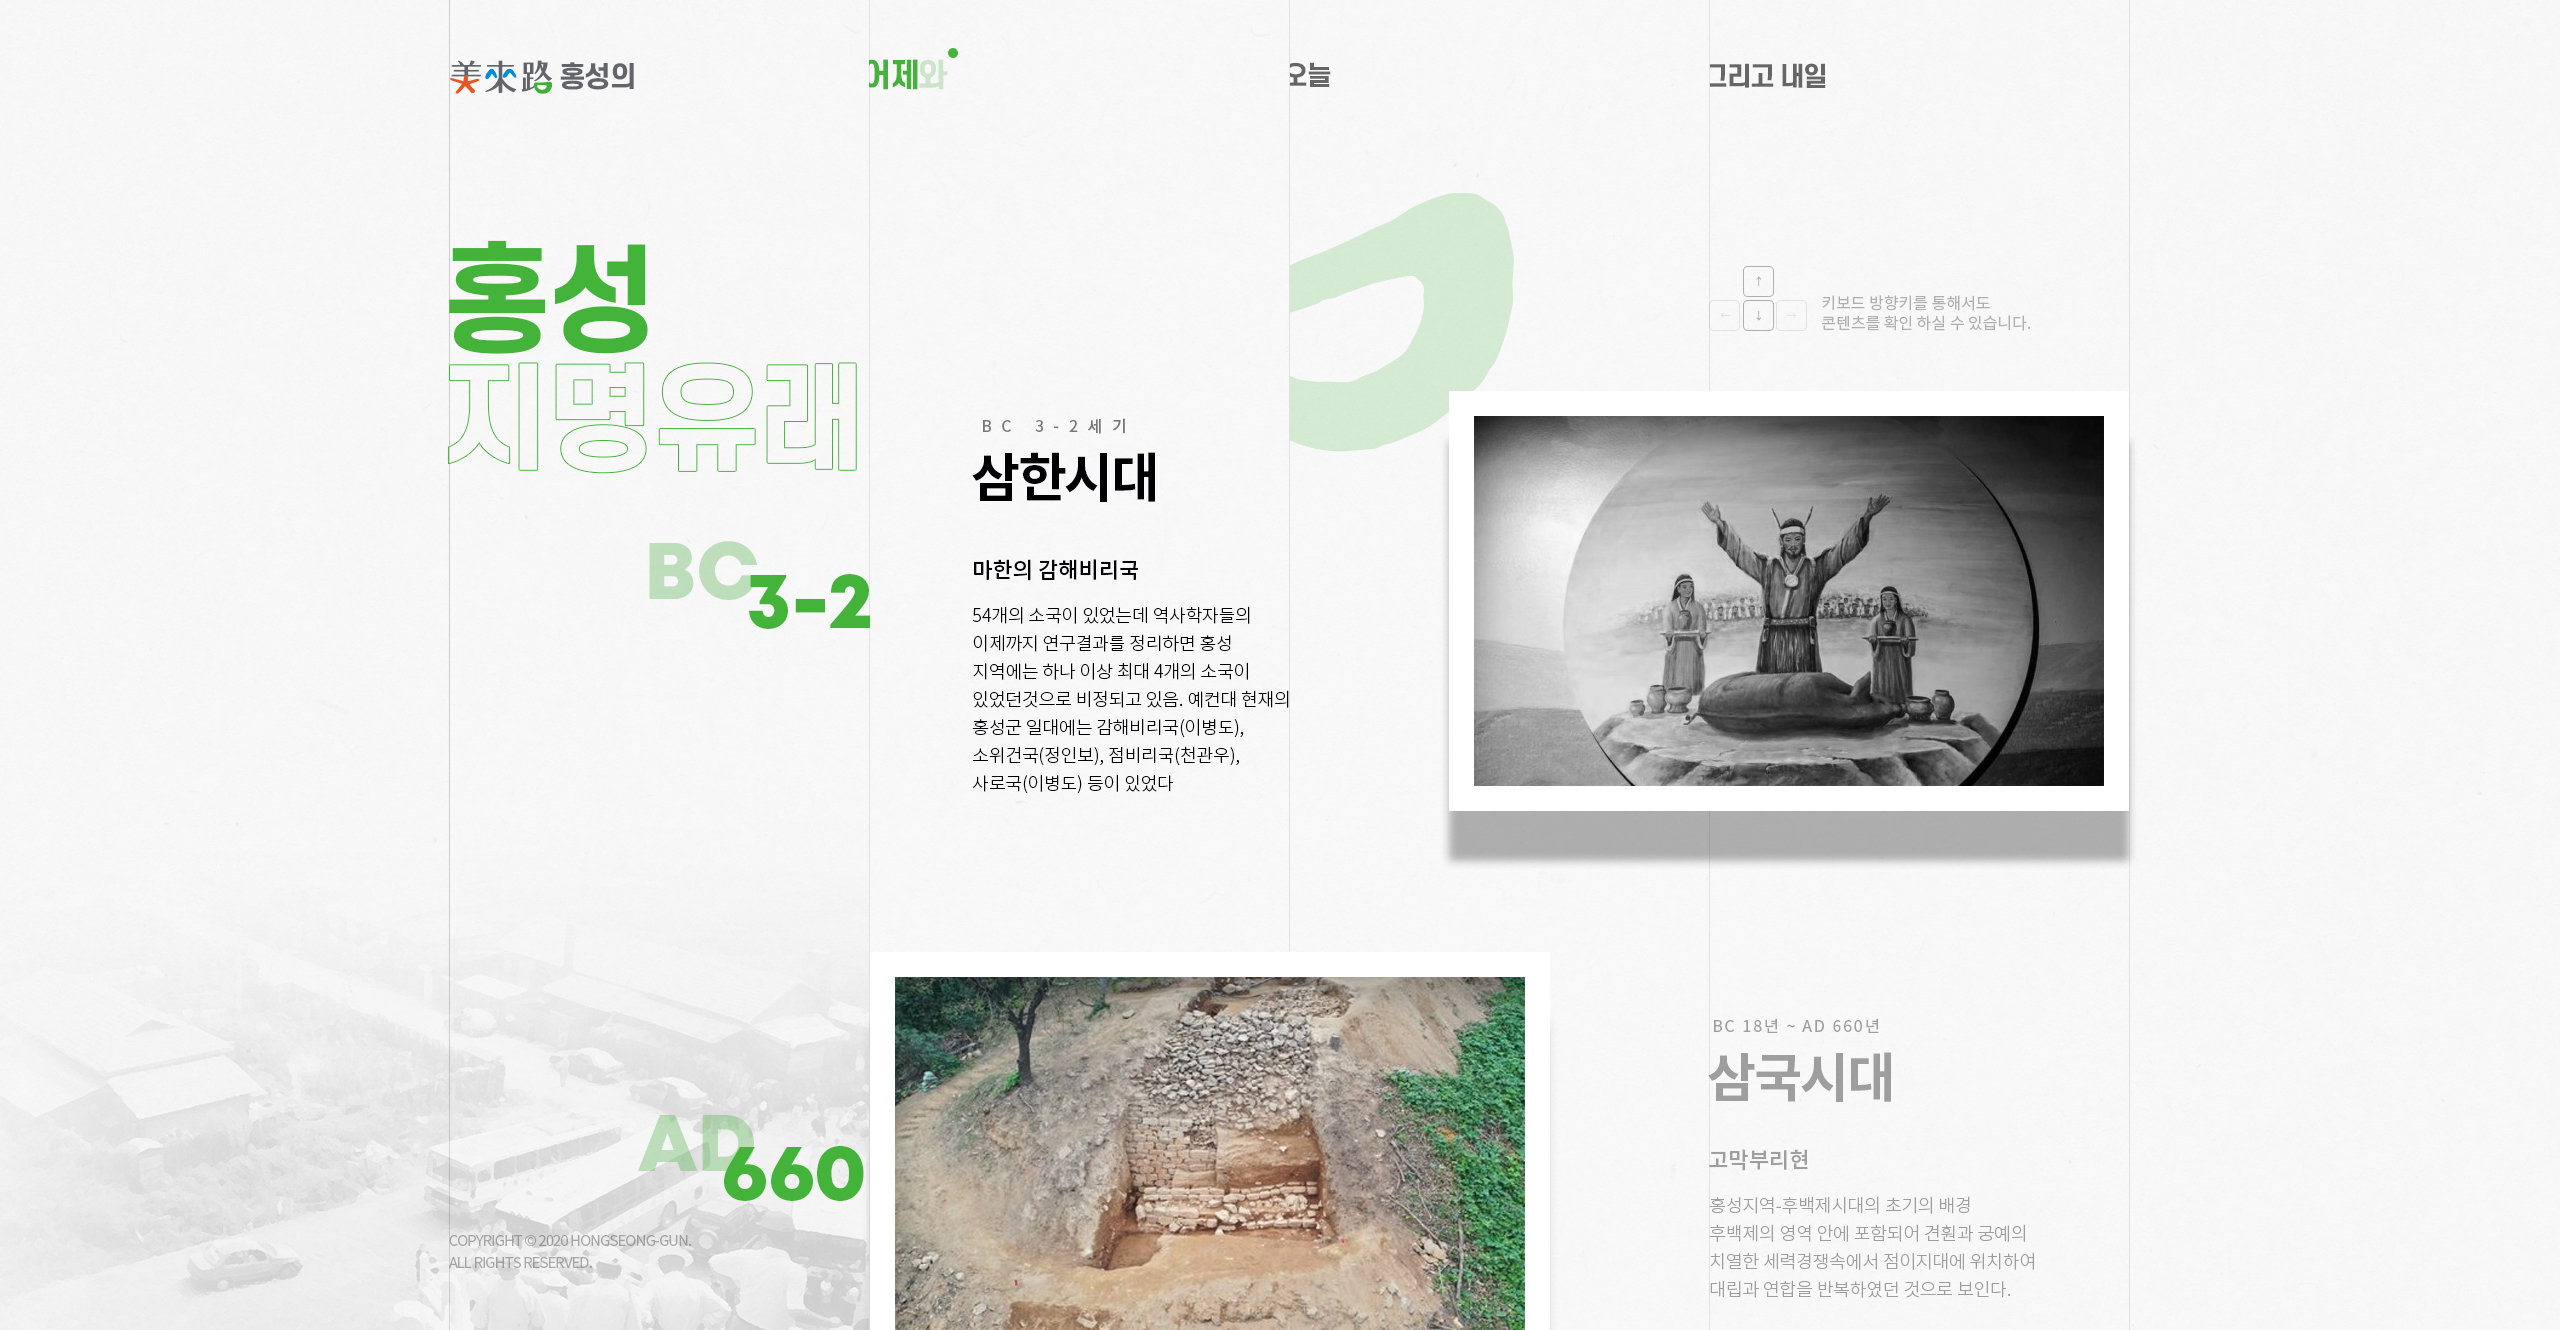 美來路 홍성의
어제와
오늘
그리고 내일
홍성
지명유래
↑
← ↓ →
키보드 방향키를 통해서도
콘텐츠를 확인 하실 수 있습니다.
BC
3-2
BC 3-2세기
삼한시대
마한의 감해비리국
54개의 소국이 있었는데 역사학자들의
이제까지 연구결과를 정리하면 홍성
지역에는 하나 이상 최대 4개의 소국이
있었던것으로 비정되고 있음. 예컨대 현재의
홍성군 일대에는 감해비리국(이병도),
소위건국(정인보), 점비리국(천관우),
사로국(이병도) 등이 있었다
AD
660
BC 18년 ~ AD 660년
삼국시대
고막부리현
홍성지역-후백제시대의 초기의 배경
후백제의 영역 안에 포함되어 견훤과 궁예의
치열한 세력경쟁속에서 점이지대에 위치하여
대립과 연합을 반복하였던 것으로 보인다.
COPYRIGHT © 2020 HONGSEONG-GUN.
ALL RIGHTS RESERVED.